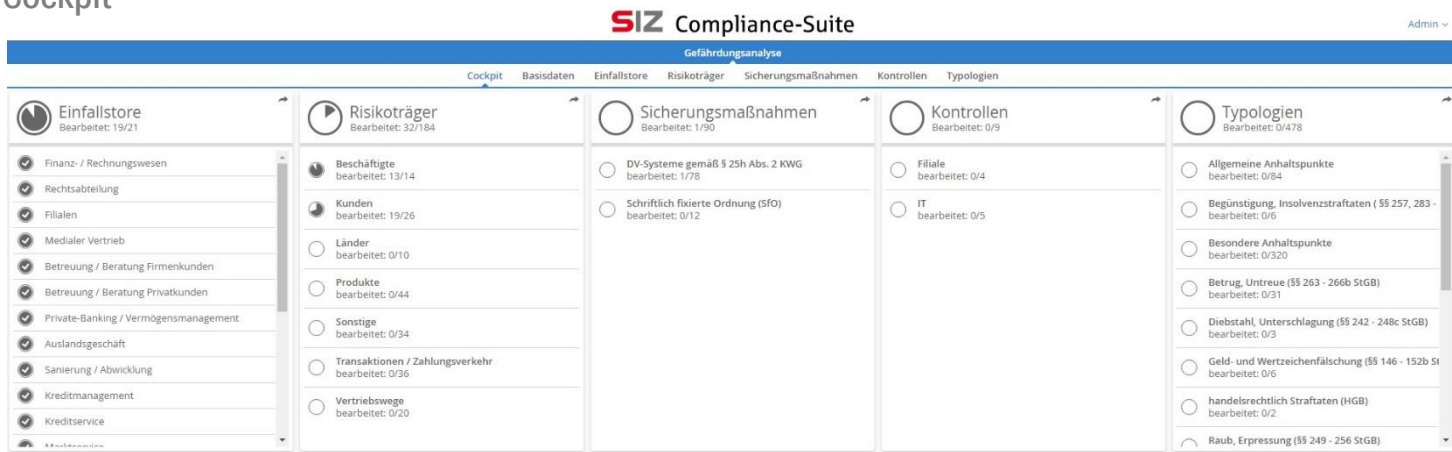 Cockpit
SIZ Compliance-Suite
Admin
Gefährdungsanalyse
Cockpit Basisdaten Einfallstore Risikoträger Sicherungsmaßnahmen Kontrollen Typologien
Einfallstore
Bearbeitet: 19/21
Finanz- / Rechnungswesen
Rechtsabteilung
Filialen
Medialer Vertrieb
Betreuung / Beratung Firmenkunden
Betreuung / Beratung Privatkunden
Private-Banking / Vermögensmanagement
Auslandsgeschäft
Sanierung / Abwicklung
Kreditmanagement
Kreditservice
Marktservice
Risikoträger
Bearbeitet: 32/184
Beschäftigte
bearbeitet: 13/14
Kunden
bearbeitet: 19/26
Länder
bearbeitet: 0/10
Produkte
bearbeitet: 0/44
Sonstige
bearbeitet: 0/34
Transaktionen / Zahlungsverkehr
bearbeitet: 0/36
Vertriebswege
bearbeitet: 0/20
Sicherungsmaßnahmen
Bearbeitet: 1/90
DV-Systeme gemäß § 25h Abs. 2 KWG
bearbeitet: 1/78
Schriftlich fixierte Ordnung (SfO)
bearbeitet: 0/12
Kontrollen
Bearbeitet: 0/9
Filiale
bearbeitet: 0/4
IT
bearbeitet: 0/5
Typologien
Bearbeitet: 0/478
Allgemeine Anhaltspunkte
bearbeitet: 0/84
Begünstigung, Insolvenzstraftaten ( §§ 257, 283 -
bearbeitet: 0/6
Besondere Anhaltspunkte
bearbeitet: 0/320
Betrug, Untreue (§§ 263 - 266b StGB)
bearbeitet: 0/31
Diebstahl, Unterschlagung (§§ 242 - 248c StGB)
bearbeitet: 0/3
Geld- und Wertzeichenfälschung (§§ 146 - 152b St
bearbeitet: 0/6
handelsrechtlich Straftaten (HGB)
bearbeitet: 0/2
Raub, Erpressung (§§ 249 - 256 StGB)